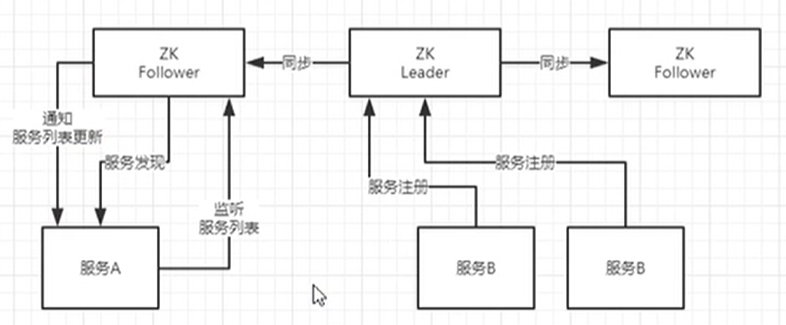 ZK
Follower
同步
ZK
Leader
同步
ZK
Follower
通知
服务列表更新
服务发现
监听
服务列表
服务注册
服务注册
服务A
服务B
服务B